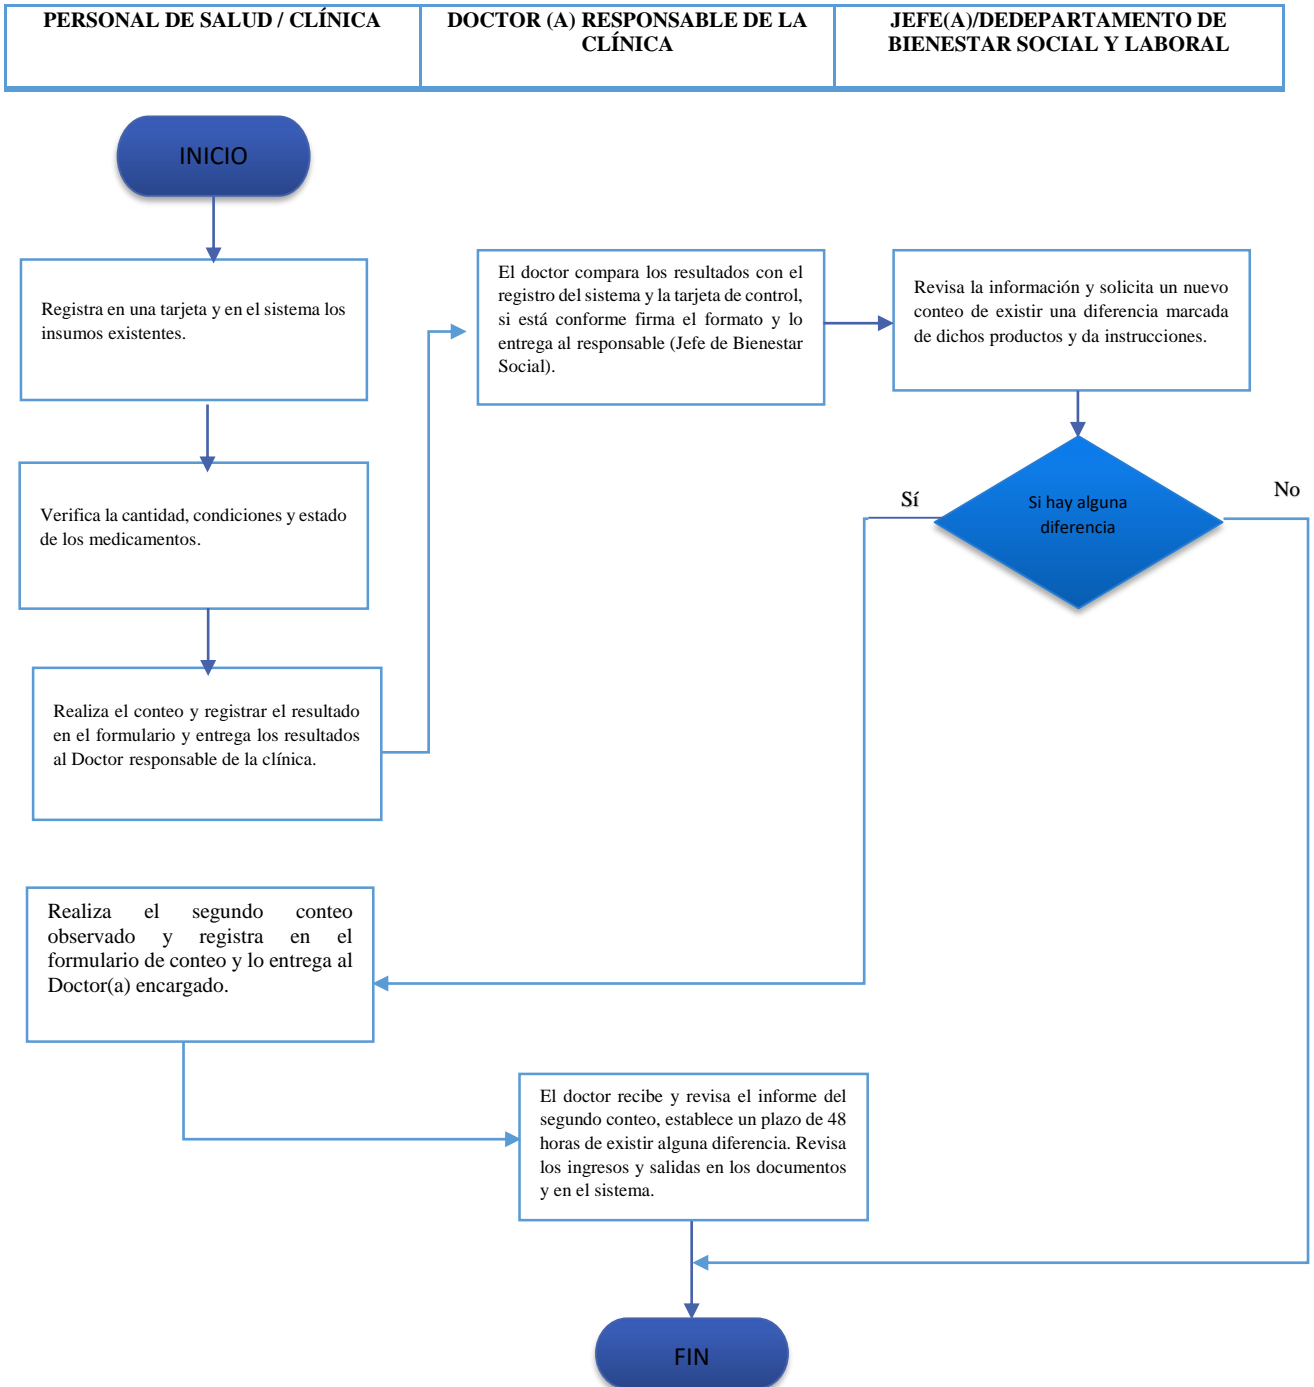 PERSONAL DE SALUD / CLÍNICA
DOCTOR (A) RESPONSABLE DE LA
CLÍNICA
JEFE(A)/DEDEPARTAMENTO DE
BIENESTAR SOCIAL Y LABORAL
INICIO
Registra en una tarjeta y en el sistema los
insumos existentes.
El doctor compara los resultados con el
registro del sistema y la tarjeta de control,
si está conforme firma el formato y lo
entrega al responsable (Jefe de Bienestar
Social).
Revisa la información y solicita un nuevo
conteo de existir una diferencia marcada
de dichos productos y da instrucciones.
Verifica la cantidad, condiciones y estado
de los medicamentos.
Sí
Si hay alguna
diferencia
No
Realiza el conteo y registrar el resultado
en el formulario y entrega los resultados
al Doctor responsable de la clínica.
Realiza el segundo conteo
observado y registra en el
formulario de conteo y lo entrega al
Doctor(a) encargado.
El doctor recibe y revisa el informe del
segundo conteo, establece un plazo de 48
horas de existir alguna diferencia. Revisa
los ingresos y salidas en los documentos
y en el sistema.
FIN